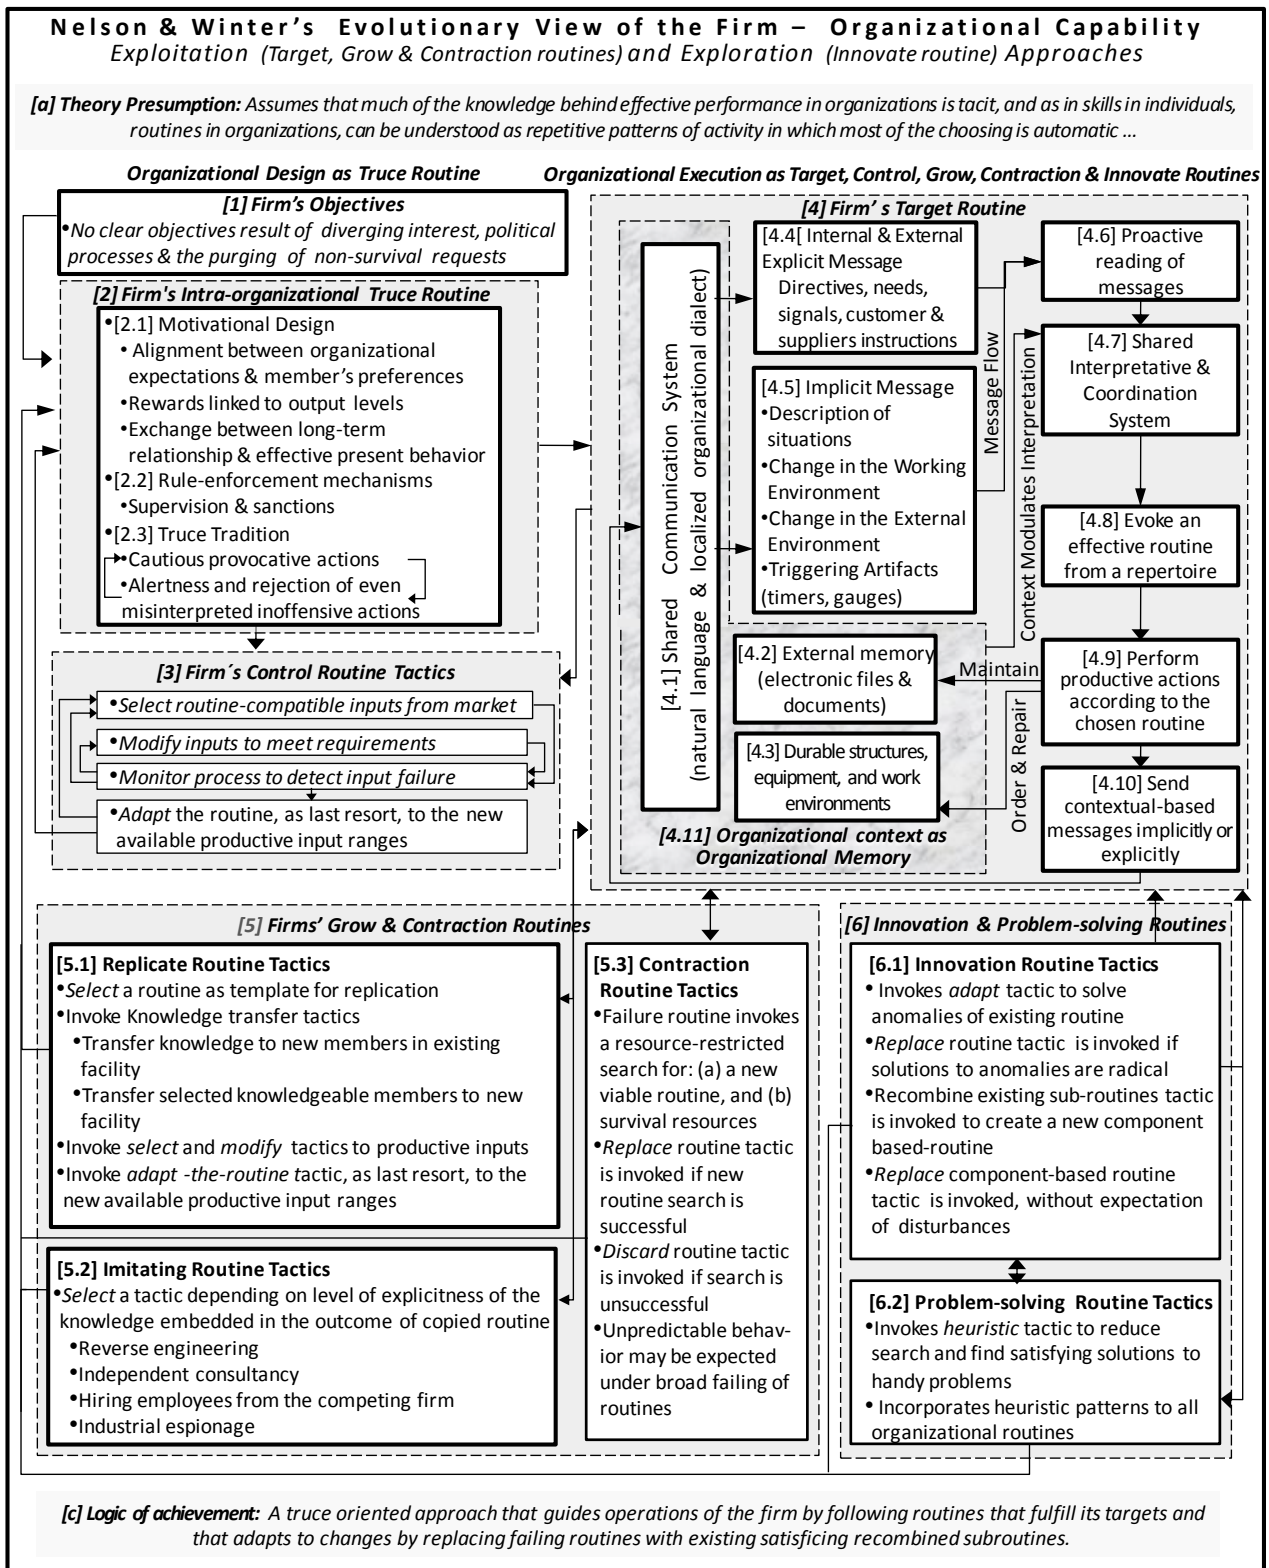 Nelson & Winter's Evolutionary View of the Firm – Organizational Capability
Exploitation (Target, Grow & Contraction routines) and Exploration (Innovate routine) Approaches
[a] Theory Presumption: Assumes that much of the knowledge behind effective performance in organizations is tacit, and as in skills in individuals,
routines in organizations, can be understood as repetitive patterns of activity in which most of the choosing is automatic ...
Organizational Design as Truce Routine
Organizational Execution as Target, Control, Grow, Contraction & Innovate Routines
[1] Firm's Objectives
•No clear objectives result of diverging interest, political
processes & the purging of non-survival requests
[2] Firm's Intra-organizational Truce Routine
•[2.1] Motivational Design
• Alignment between organizational
expectations & member's preferences
•Rewards linked to output levels
•Exchange between long-term
relationship & effective present behavior
•[2.2] Rule-enforcement mechanisms
•Supervision & sanctions
•[2.3] Truce Tradition
•Cautious provocative actions
•Alertness and rejection of even
misinterpreted inoffensive actions
[3] Firm´s Control Routine Tactics
•Select routine-compatible inputs from market
•Modify inputs to meet requirements
•Monitor process to detect input failure
•Adapt the routine, as last resort, to the new
available productive input ranges
[4] Firm' s Target Routine
[4.1] Shared Communication System
(natural language & localized organizational dialect)
[4.4[ Internal & External
Explicit Message
Directives, needs,
signals, customer &
suppliers instructions
[4.5] Implicit Message
•Description of
situations
•Change in the Working
Environment
•Change in the External
Environment
•Triggering Artifacts
(timers, gauges)
[4.2] External memory
(electronic files &
documents)
[4.3] Durable structures,
equipment, and work
environments
[4.11] Organizational context as
Organizational Memory
Message Flow
Context Modulates Interpretation
Maintain
Order & Repair
[4.6] Proactive
reading of
messages
[4.7] Shared
Interpretative &
Coordination
System
[4.8] Evoke an
effective routine
from a repertoire
[4.9] Perform
productive actions
according to the
chosen routine
[4.10] Send
contextual-based
messages implicitly or
explicitly
[5] Firms' Grow & Contraction Routines
[5.1] Replicate Routine Tactics
•Select a routine as template for replication
•Invoke Knowledge transfer tactics
•Transfer knowledge to new members in existing
facility
•Transfer selected knowledgeable members to new
facility
•Invoke select and modify tactics to productive inputs
•Invoke adapt -the-routine tactic, as last resort, to the
new available productive input ranges
[5.2] Imitating Routine Tactics
•Select a tactic depending on level of explicitness of the
knowledge embedded in the outcome of copied routine
•Reverse engineering
•Independent consultancy
•Hiring employees from the competing firm
•Industrial espionage
[5.3] Contraction
Routine Tactics
•Failure routine invokes
a resource-restricted
search for: (a) a new
viable routine, and (b)
survival resources
•Replace routine tactic
is invoked if new
routine search is
successful
•Discard routine tactic
is invoked if search is
unsuccessful
•Unpredictable behav-
ior may be expected
under broad failing of
routines
[6] Innovation & Problem-solving Routines
[6.1] Innovation Routine Tactics
• Invokes adapt tactic to solve
anomalies of existing routine
•Replace routine tactic is invoked if
solutions to anomalies are radical
•Recombine existing sub-routines tactic
is invoked to create a new component
based-routine
•Replace component-based routine
tactic is invoked, without expectation
of disturbances
[6.2] Problem-solving Routine Tactics
•Invokes heuristic tactic to reduce
search and find satisfying solutions to
handy problems
• Incorporates heuristic patterns to all
organizational routines
[c] Logic of achievement: A truce oriented approach that guides operations of the firm by following routines that fulfill its targets and
that adapts to changes by replacing failing routines with existing satisficing recombined subroutines.